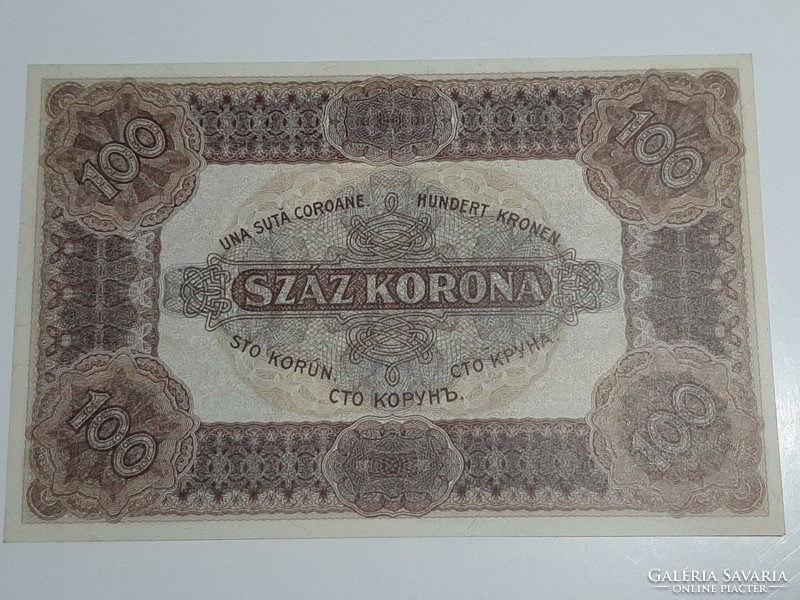 100 100
UNA SUTĂ COROANE. HUNDERT KRONEN.
SZÁZ KORONA
STO KORÚN. СТО КРУНА.
СТО КОРУНЪ.
100 100
GALÉRIA SAVARIA
ONLINE PIACTÉR